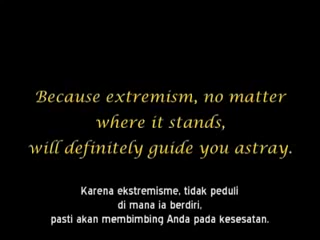 Because extremism, no matter
where it stands,
will definitely guide you astray.
Karena ekstremisme, tidak peduli
di mana ia berdiri,
pasti akan membimbing Anda pada kesesatan.